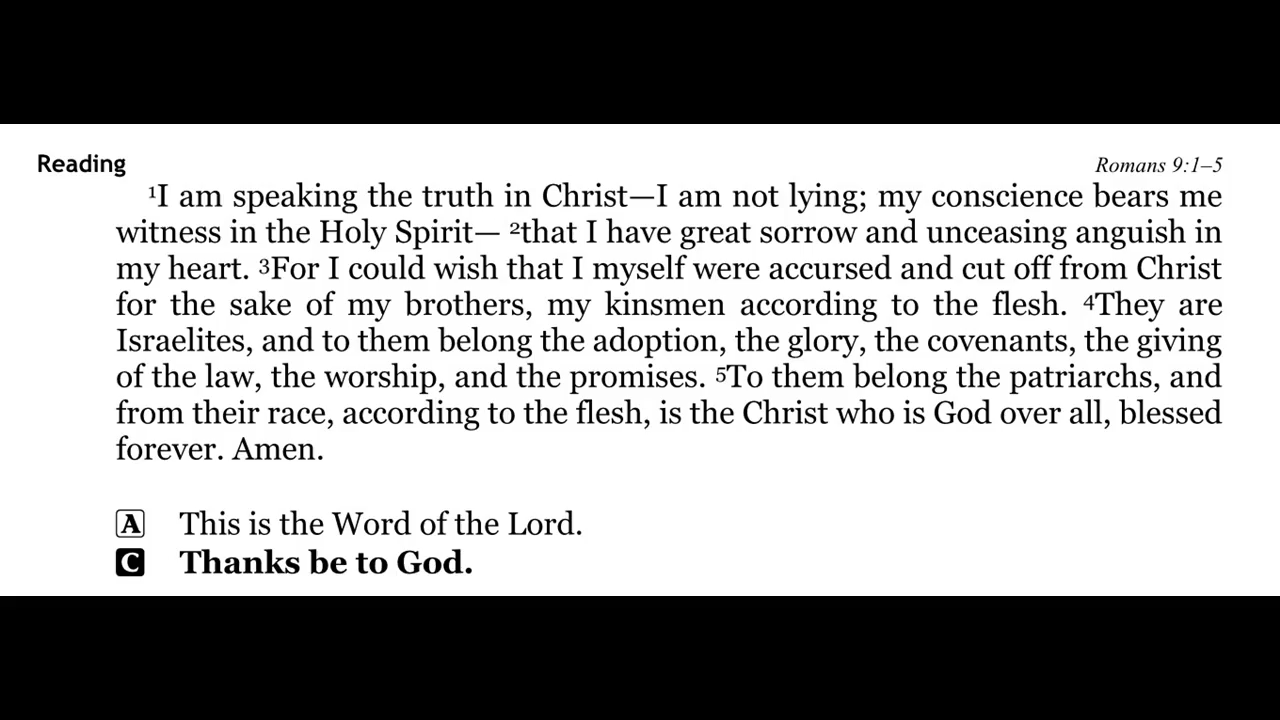 Reading Romans 9:1–5
¹I am speaking the truth in Christ—I am not lying; my conscience bears me
witness in the Holy Spirit— ²that I have great sorrow and unceasing anguish in
my heart. ³For I could wish that I myself were accursed and cut off from Christ
for the sake of my brothers, my kinsmen according to the flesh. ⁴They are
Israelites, and to them belong the adoption, the glory, the covenants, the giving
of the law, the worship, and the promises. ⁵To them belong the patriarchs, and
from their race, according to the flesh, is the Christ who is God over all, blessed
forever. Amen.
A This is the Word of the Lord.
C Thanks be to God.